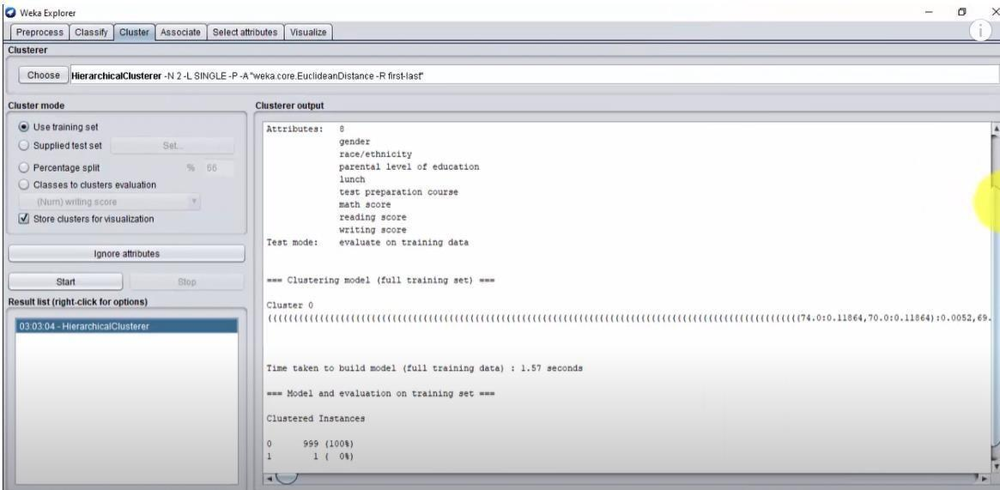 Weka Explorer
Preprocess Classify Cluster Associate Select attributes Visualize
Clusterer
Choose HierarchicalClusterer -N 2 -L SINGLE -P -A "weka.core.EuclideanDistance -R first-last"
Cluster mode
Use training set
Supplied test set Set...
Percentage split % 66
Classes to clusters evaluation
(Num) writing score
Store clusters for visualization
Ignore attributes
Start Stop
Result list (right-click for options)
03:03:04 - HierarchicalClusterer
Clusterer output
Attributes: 8
gender
race/ethnicity
parental level of education
lunch
test preparation course
math score
reading score
writing score
Test mode: evaluate on training data
=== Clustering model (full training set) ===
Cluster 0
((((((((((((((((((((((((((((((((((((((((((((((((((((((((((((((((((((((((((((((((((((((((((((((((((((((74.0:0.11864,70.0:0.11864):0.0052,69.
Time taken to build model (full training data) : 1.57 seconds
=== Model and evaluation on training set ===
Clustered Instances
0 999 (100%)
1 1 ( 0%)